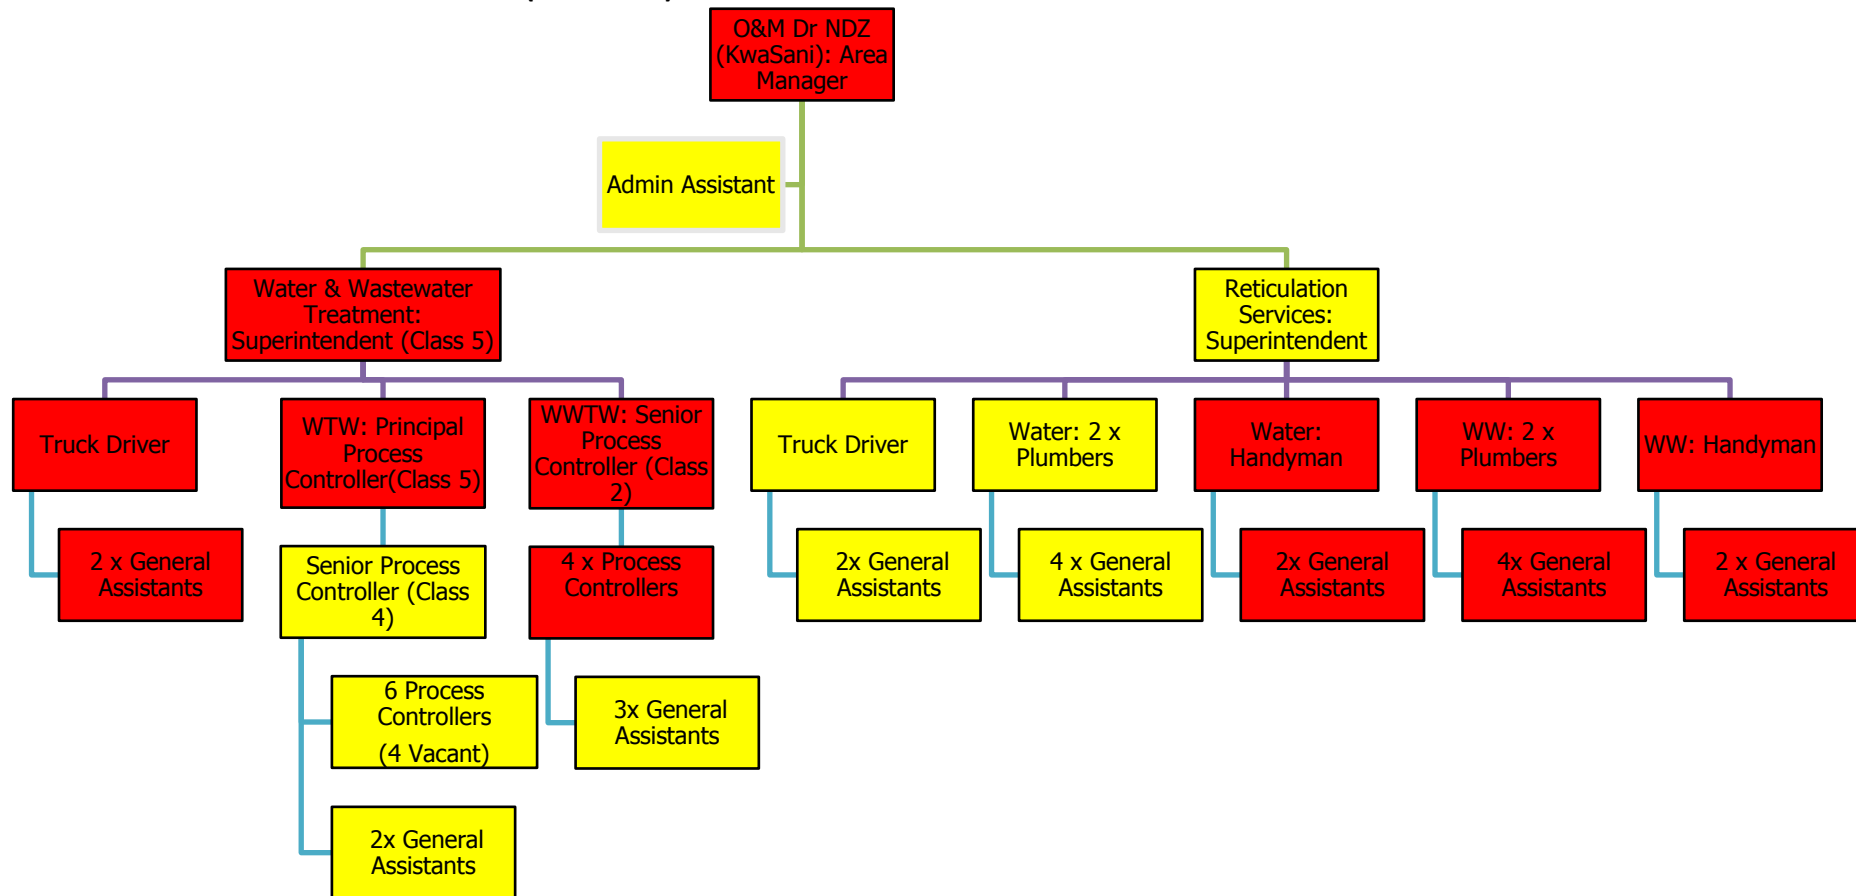 O&M Dr NDZ
(KwaSani): Area
Manager
Admin Assistant
Water & Wastewater
Treatment:
Superintendent (Class 5)
Reticulation
Services:
Superintendent
Truck Driver
WTW: Principal
Process
Controller(Class 5)
WWTW: Senior
Process
Controller (Class
2)
Truck Driver
Water: 2 x
Plumbers
Water:
Handyman
WW: 2 x
Plumbers
WW: Handyman
2 x General
Assistants
Senior Process
Controller (Class
4)
4 x Process
Controllers
2x General
Assistants
4 x General
Assistants
2x General
Assistants
4x General
Assistants
2 x General
Assistants
6 Process
Controllers
(4 Vacant)
3x General
Assistants
2x General
Assistants